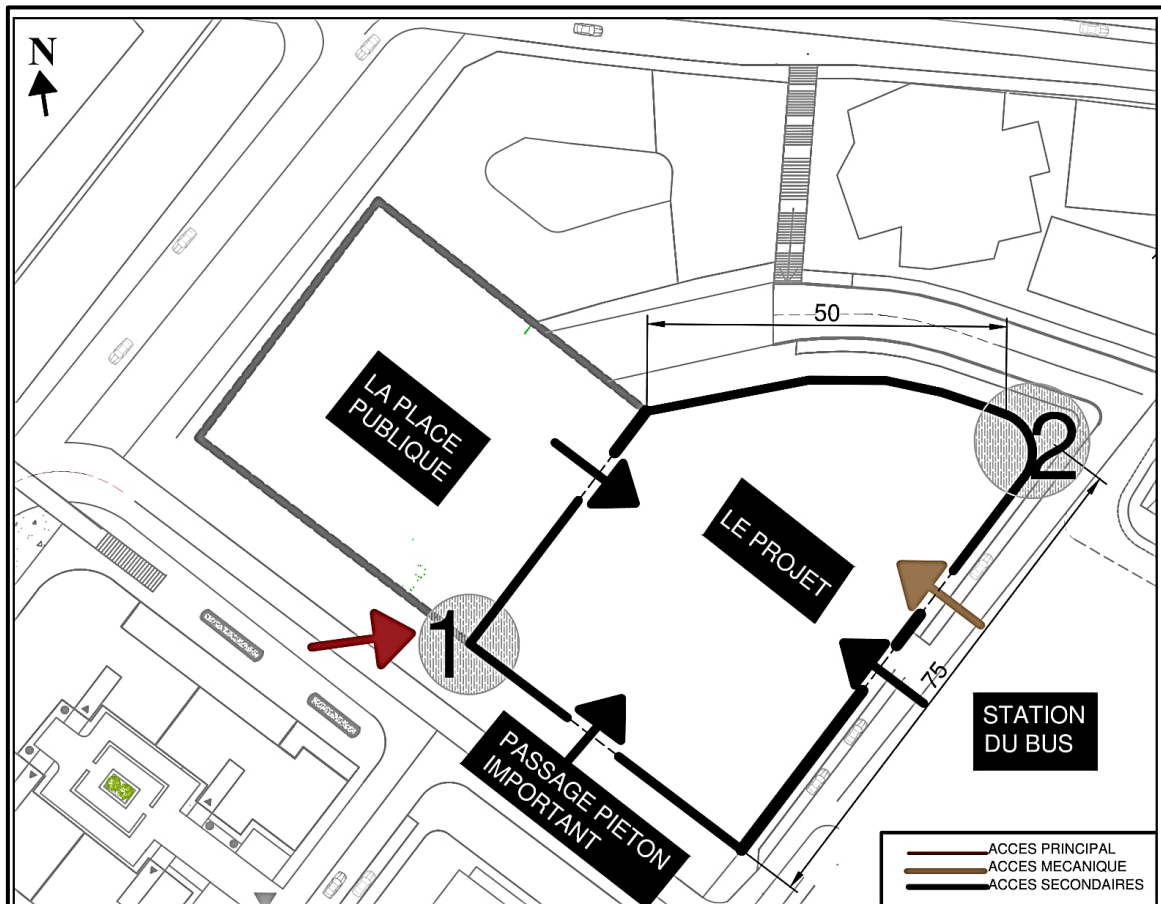 N
50
LA PLACE
PUBLIQUE
2
LE PROJET
1
75
PASSAGE PIETON
IMPORTANT
STATION
DU BUS
ACCES PRINCIPAL
ACCES MECANIQUE
ACCES SECONDAIRES